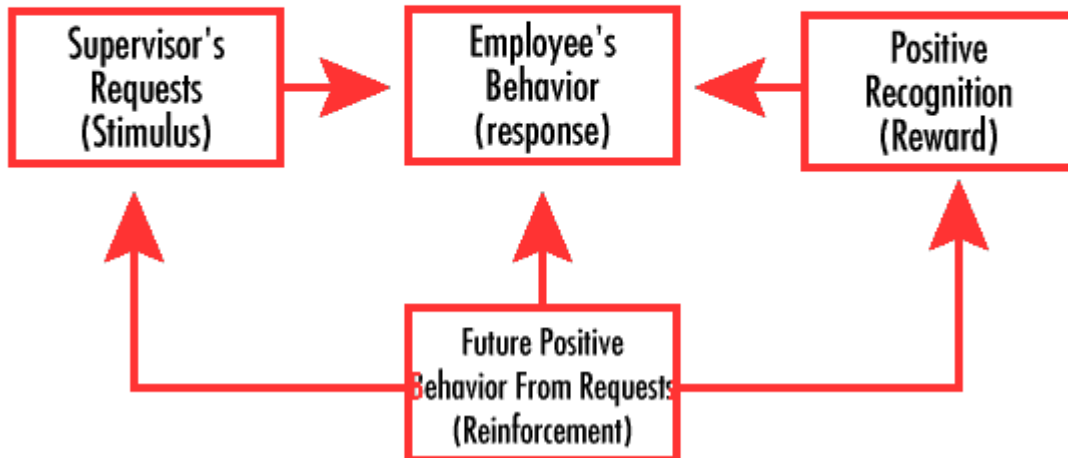 Supervisor's
Requests
(Stimulus)
Employee's
Behavior
(response)
Positive
Recognition
(Reward)
Future Positive
Behavior From Requests
(Reinforcement)